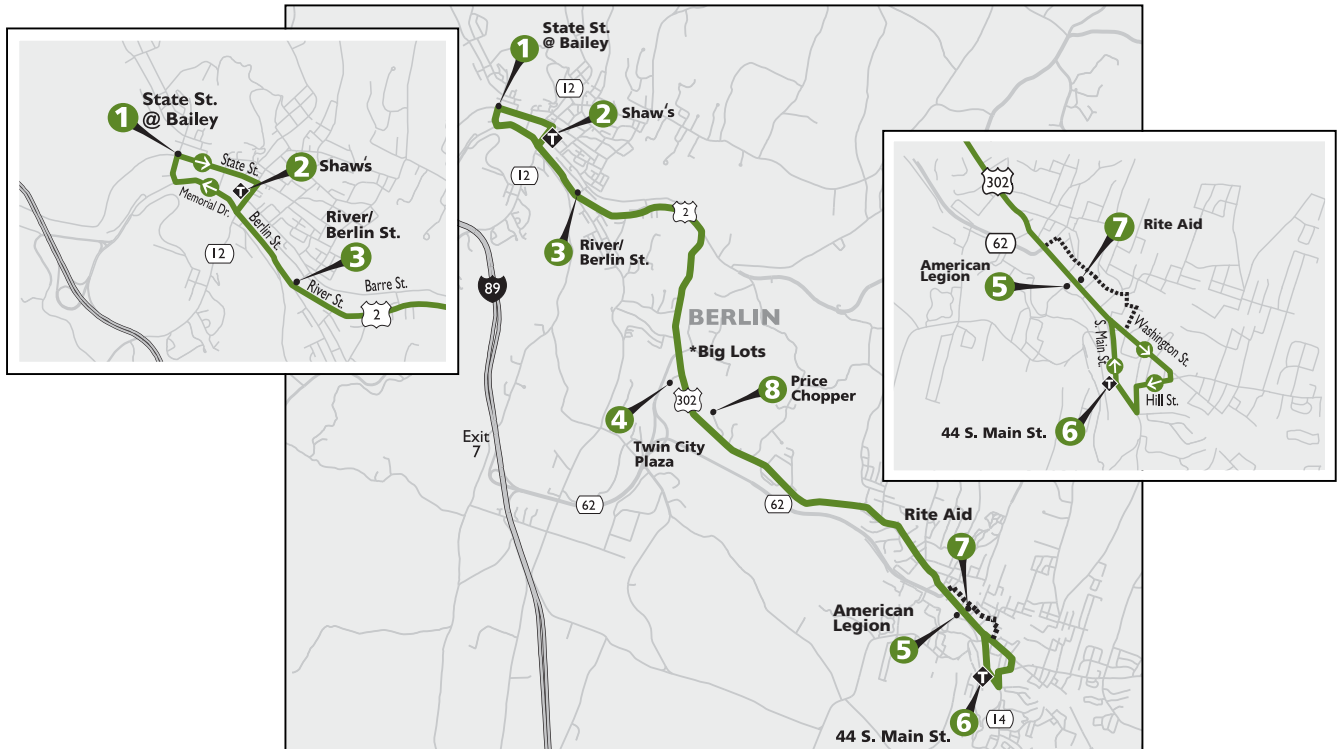 1
State St.
@ Bailey
State St.
2
Shaw's
Memorial Dr.
Berlin St.
T
River/
Berlin St.
3
12
River St.
Barre St.
2
State St.
@ Bailey
1
12
2
Shaw's
T
12
3
River/
Berlin St.
2
89
BERLIN
*Big Lots
302
8
Price
Chopper
4
Twin City
Plaza
Exit
7
62
62
Rite Aid
7
American
Legion
5
T
6
14
44 S. Main St.
302
7
Rite Aid
62
American
Legion
5
S. Main St.
Washington St.
T
Hill St.
44 S. Main St.
6